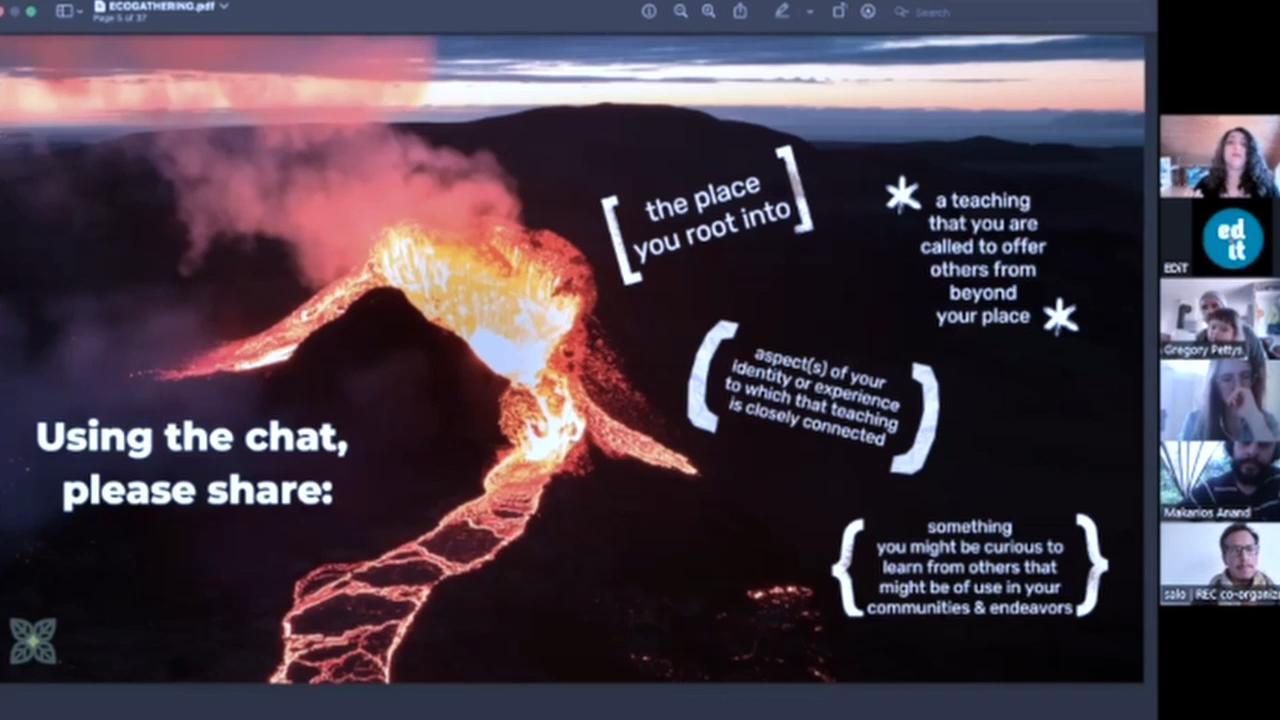 ECOGATHERING.pdf
Page 5 of 37
Search
the place
you root into
a teaching
that you are
called to offer
others from
beyond
your place
aspect(s) of your
identity or experience
to which that teaching
is closely connected
Using the chat,
please share:
something
you might be curious to
learn from others that
might be of use in your
communities & endeavors
ed
it
EDiT
Gregory Pettys
Makarios Anand
salo | REC co-organiz